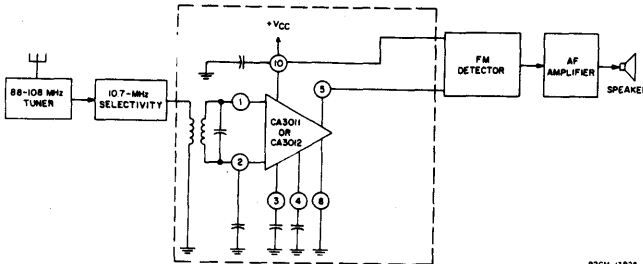 +VCC
10
88-108 MHz
TUNER
10.7-MHz
SELECTIVITY
1
2
CA3011
OR
CA3012
5
3
4
8
FM
DETECTOR
AF
AMPLIFIER
SPEAKER